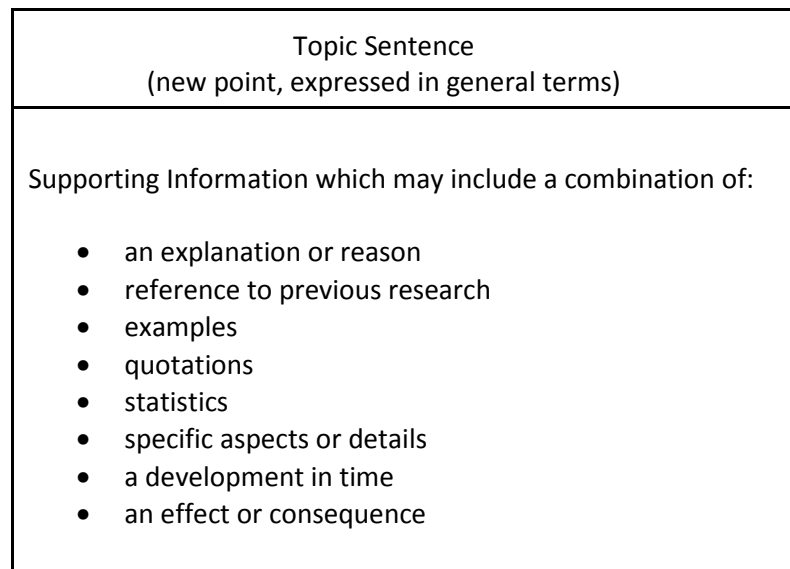 Topic Sentence
(new point, expressed in general terms)
Supporting Information which may include a combination of:
• an explanation or reason
• reference to previous research
• examples
• quotations
• statistics
• specific aspects or details
• a development in time
• an effect or consequence